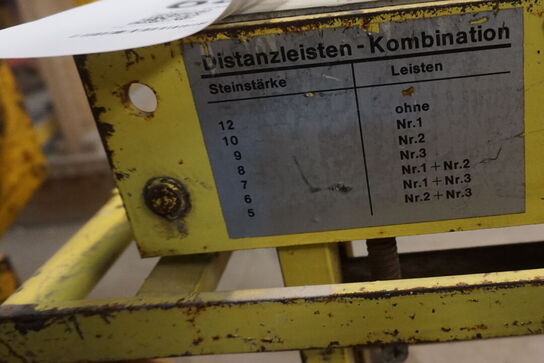 Distanzleisten - Kombination
Steinstärke Leisten
12 ohne
10 Nr.1
9 Nr.2
8 Nr.3
7 Nr.1 + Nr.2
6 Nr.1 + Nr.3
5 Nr.2 + Nr.3